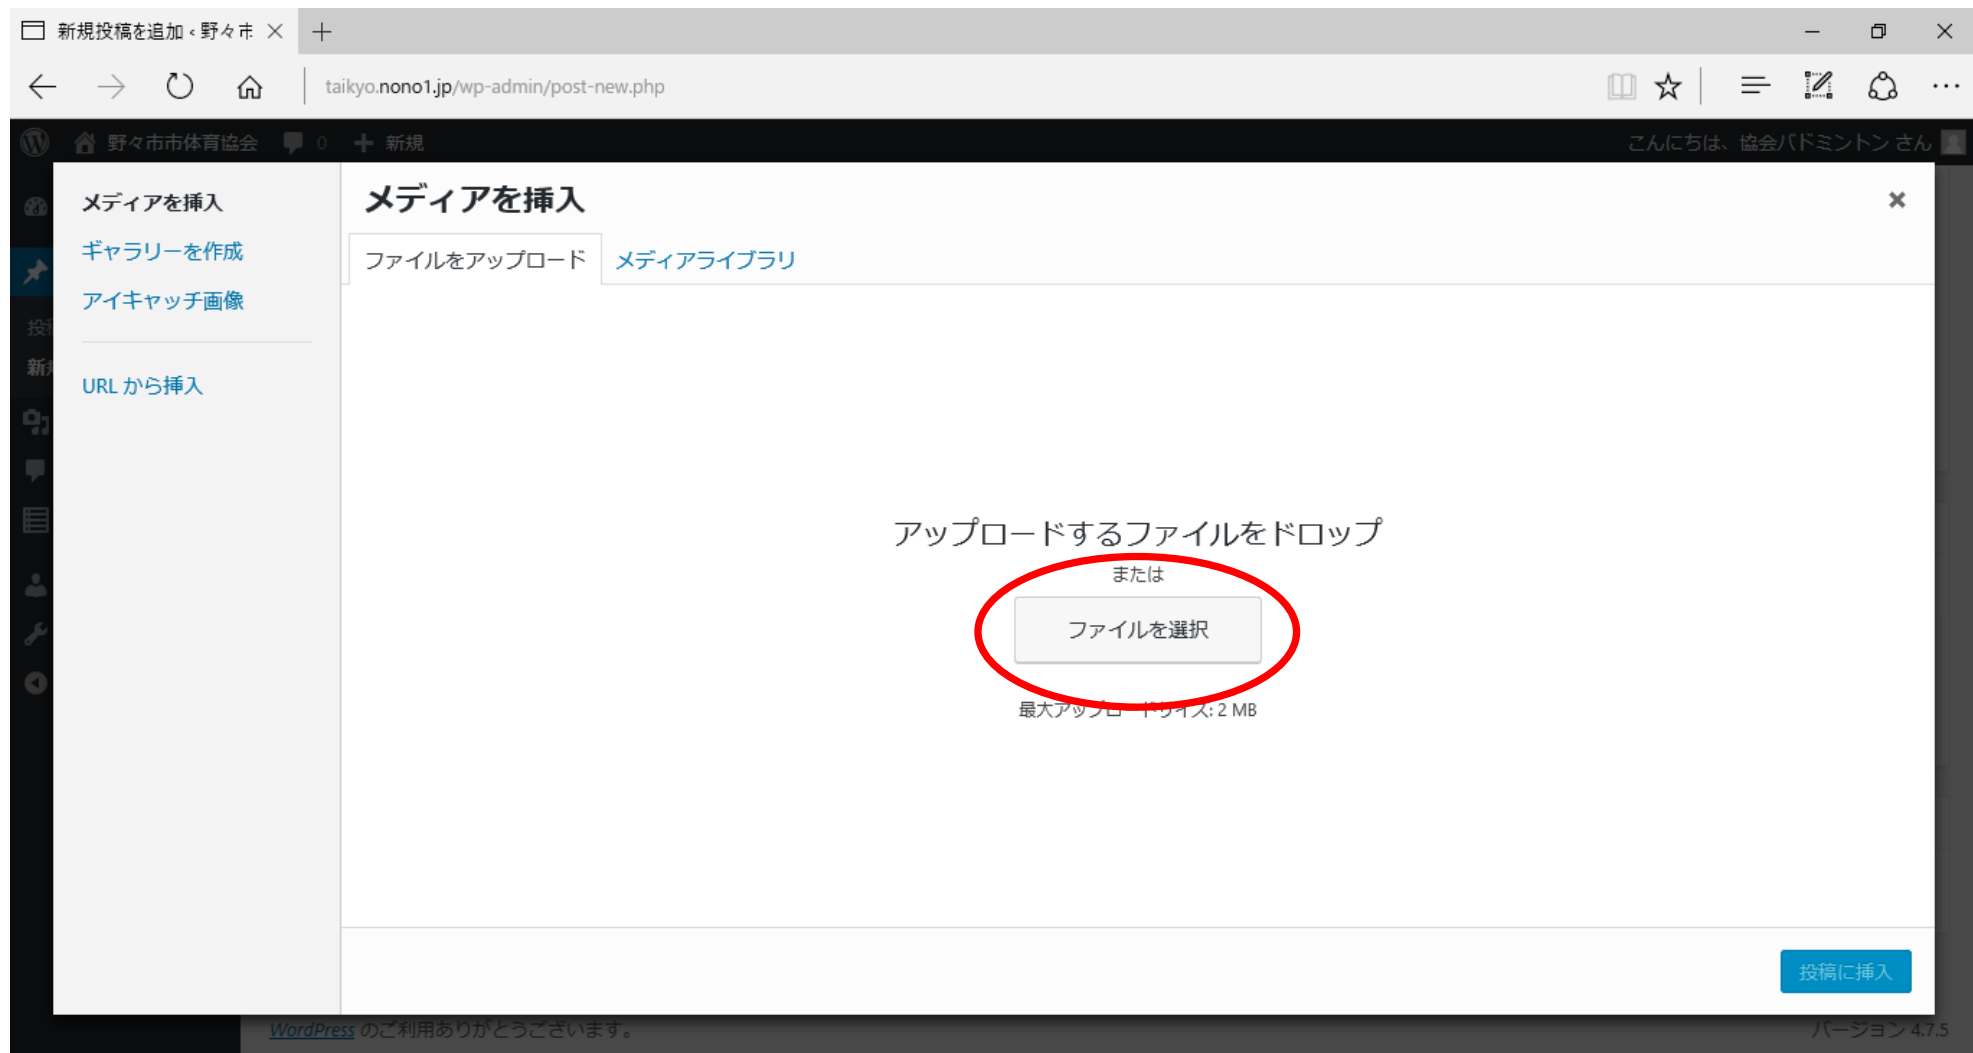 新規投稿を追加 ‹ 野々市
taikyo.nono1.jp/wp-admin/post-new.php
野々市市体育協会 0 新規
こんにちは、協会バドミントン さん
メディアを挿入
ギャラリーを作成
アイキャッチ画像
URL から挿入
メディアを挿入
ファイルをアップロード メディアライブラリ
アップロードするファイルをドロップ
または
ファイルを選択
最大アップロードサイズ: 2 MB
投稿に挿入
WordPress のご利用ありがとうございます。
バージョン 4.7.5